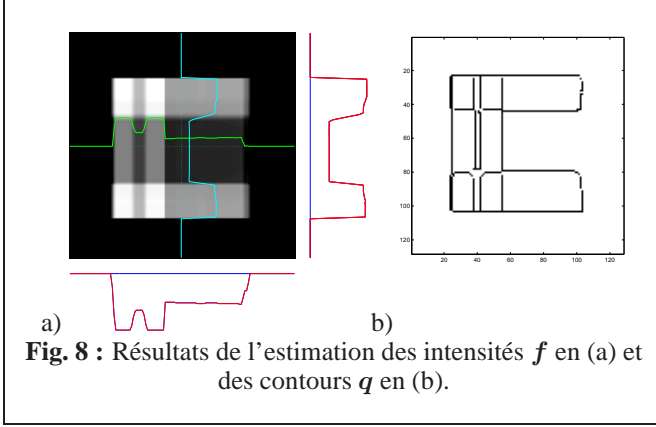 20
40
60
80
100
120
20 40 60 80 100 120
a) b)
Fig. 8 : Résultats de l'estimation des intensités f en (a) et
des contours q en (b).